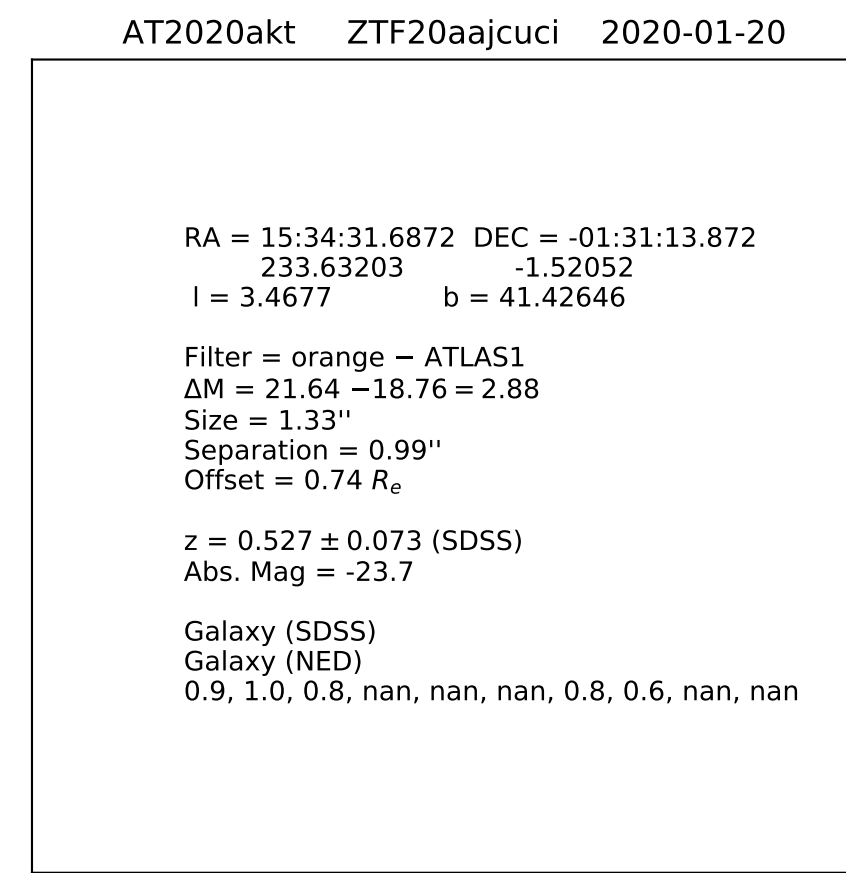 AT2020akt ZTF20aajcuci 2020-01-20
RA = 15:34:31.6872 DEC = -01:31:13.872
233.63203 -1.52052
l = 3.4677 b = 41.42646
Filter = orange − ATLAS1
ΔM = 21.64 −18.76 = 2.88
Size = 1.33''
Separation = 0.99''
Offset = 0.74 Rₑ
z = 0.527 ± 0.073 (SDSS)
Abs. Mag = -23.7
Galaxy (SDSS)
Galaxy (NED)
0.9, 1.0, 0.8, nan, nan, nan, 0.8, 0.6, nan, nan